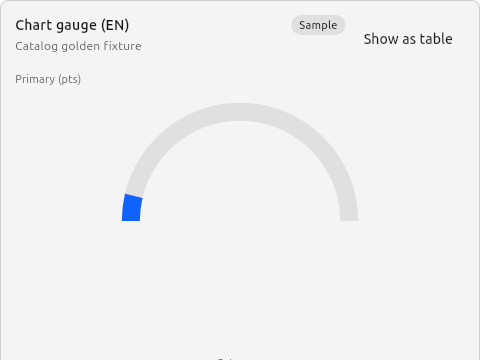 Chart gauge (EN)
Sample
Show as table
Catalog golden fixture
Primary (pts)